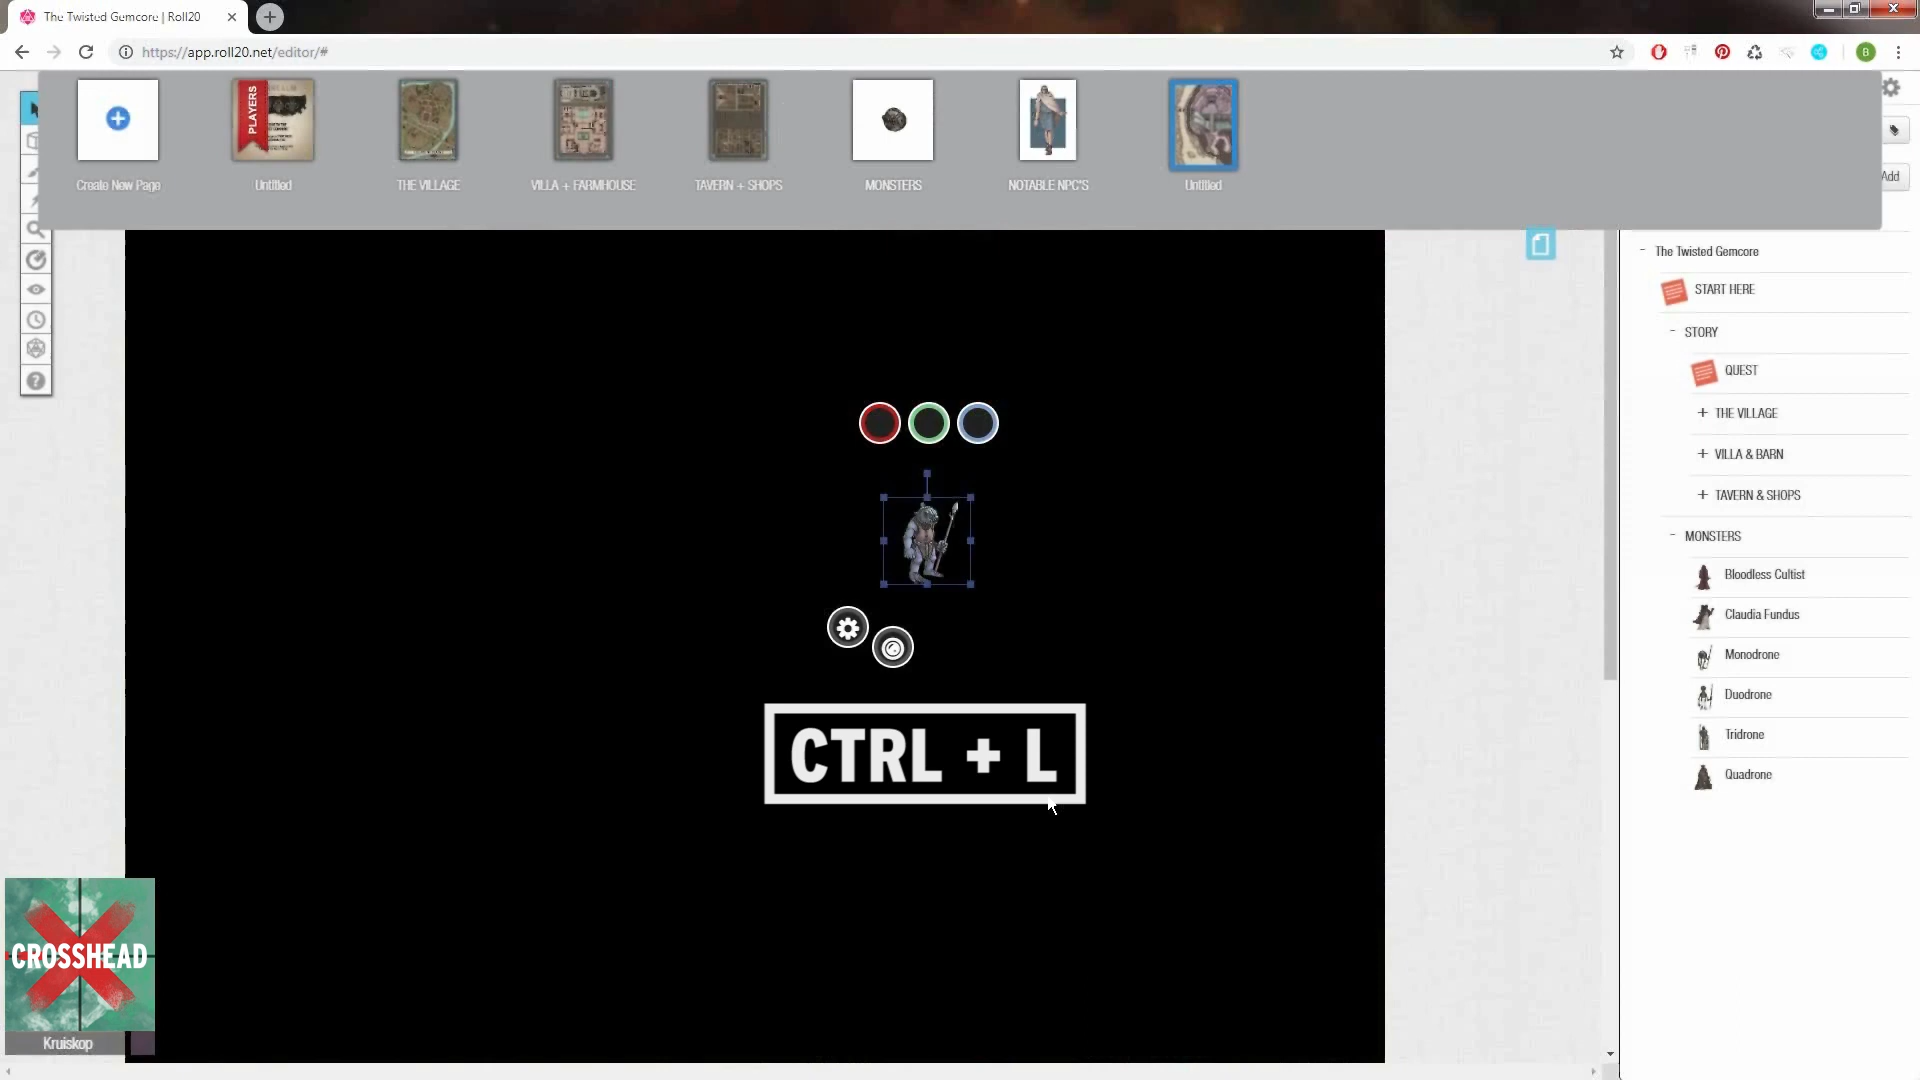 The Twisted Gemcore | Roll20
https://app.roll20.net/editor/#
PLAYERS
Create New Page
Untitled
THE VILLAGE
VILLA + FARMHOUSE
TAVERN + SHOPS
MONSTERS
NOTABLE NPC'S
Untitled
Add
The Twisted Gemcore
START HERE
STORY
QUEST
THE VILLAGE
VILLA & BARN
TAVERN & SHOPS
MONSTERS
Bloodless Cultist
Claudia Fundus
Monodrone
Duodrone
Tridrone
Quadrone
CTRL + L
CROSSHEAD
Kruiskop
B